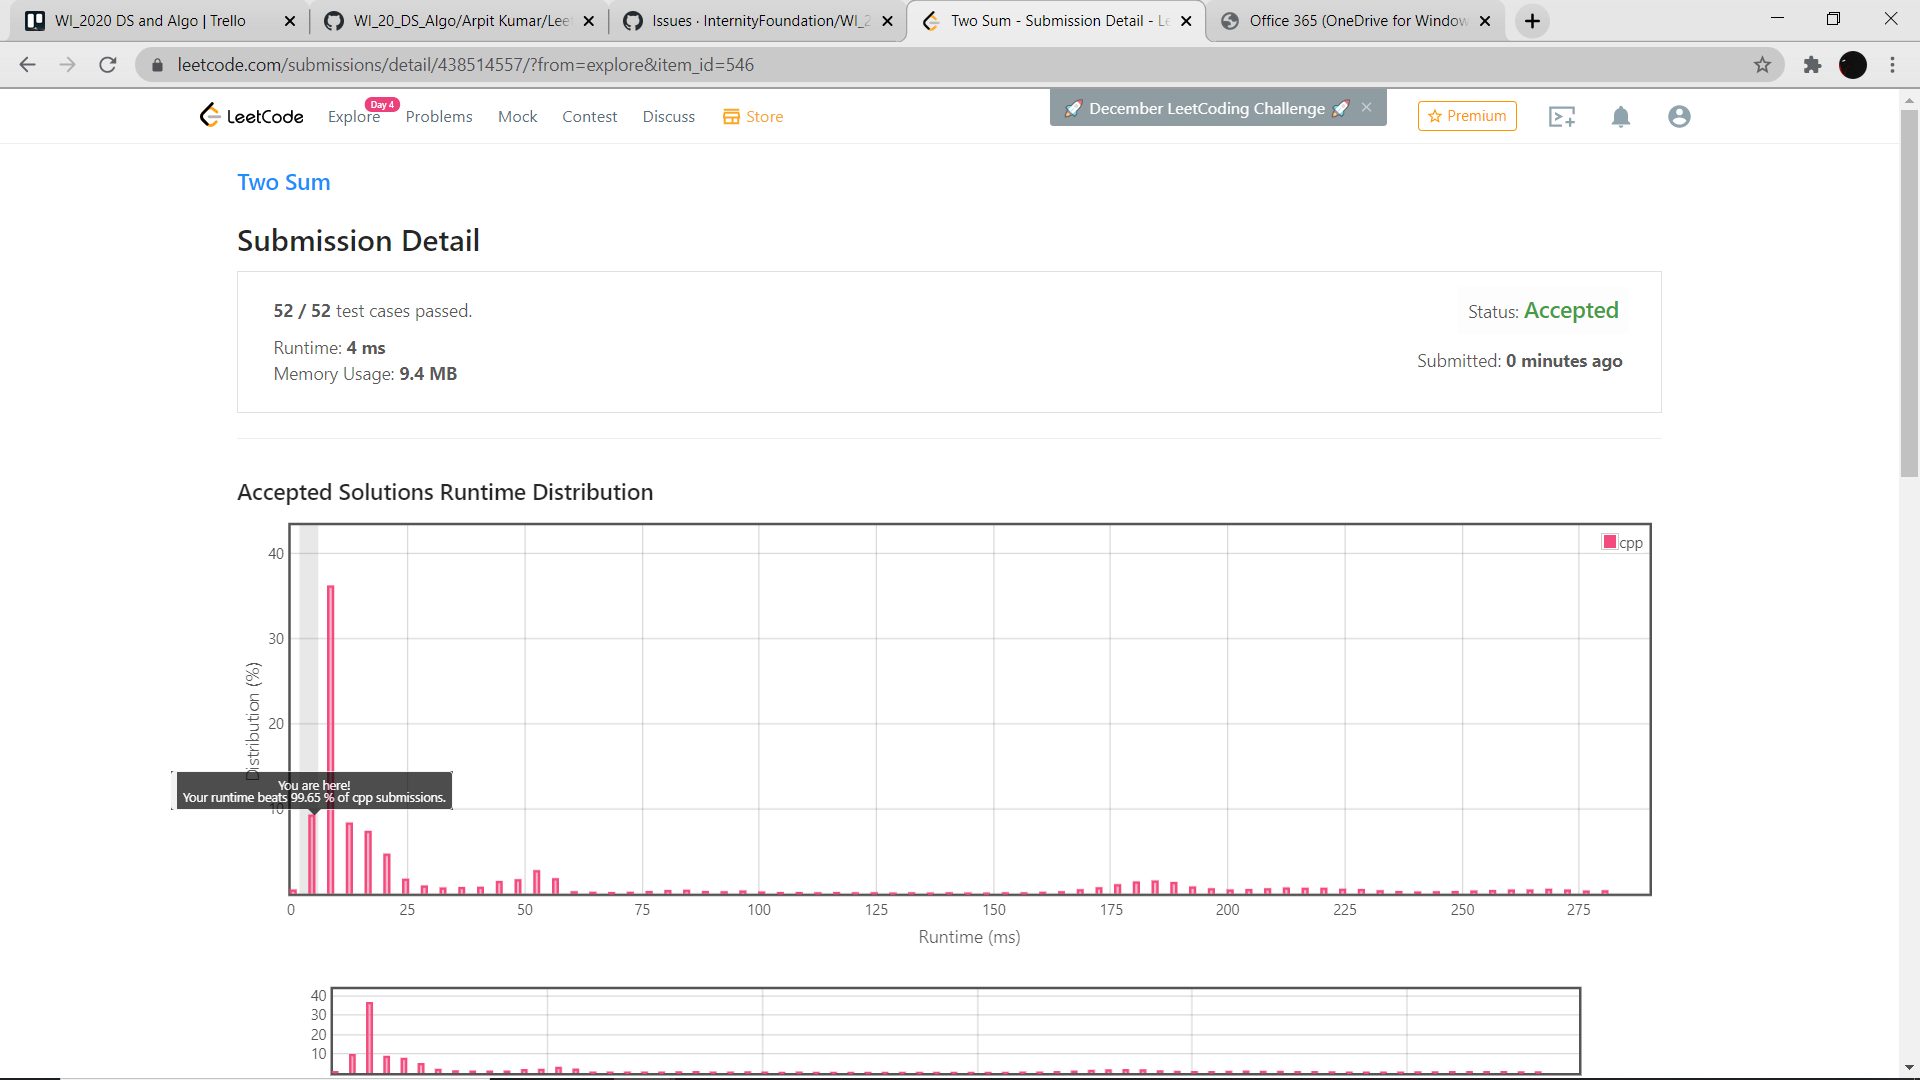 WI_2020 DS and Algo | Trello
WI_20_DS_Algo/Arpit Kumar/Lee
Issues · InternityFoundation/WI_2
Two Sum - Submission Detail - Le
Office 365 (OneDrive for Window
leetcode.com/submissions/detail/438514557/?from=explore&item_id=546
LeetCode
Explore
Day 4
Problems
Mock
Contest
Discuss
Store
December LeetCoding Challenge
Premium
Two Sum
Submission Detail
52 / 52 test cases passed.
Status: Accepted
Runtime: 4 ms
Submitted: 0 minutes ago
Memory Usage: 9.4 MB
Accepted Solutions Runtime Distribution
cpp
40
30
20
10
Distribution (%)
You are here!
Your runtime beats 99.65 % of cpp submissions.
0 25 50 75 100 125 150 175 200 225 250 275
Runtime (ms)
40
30
20
10